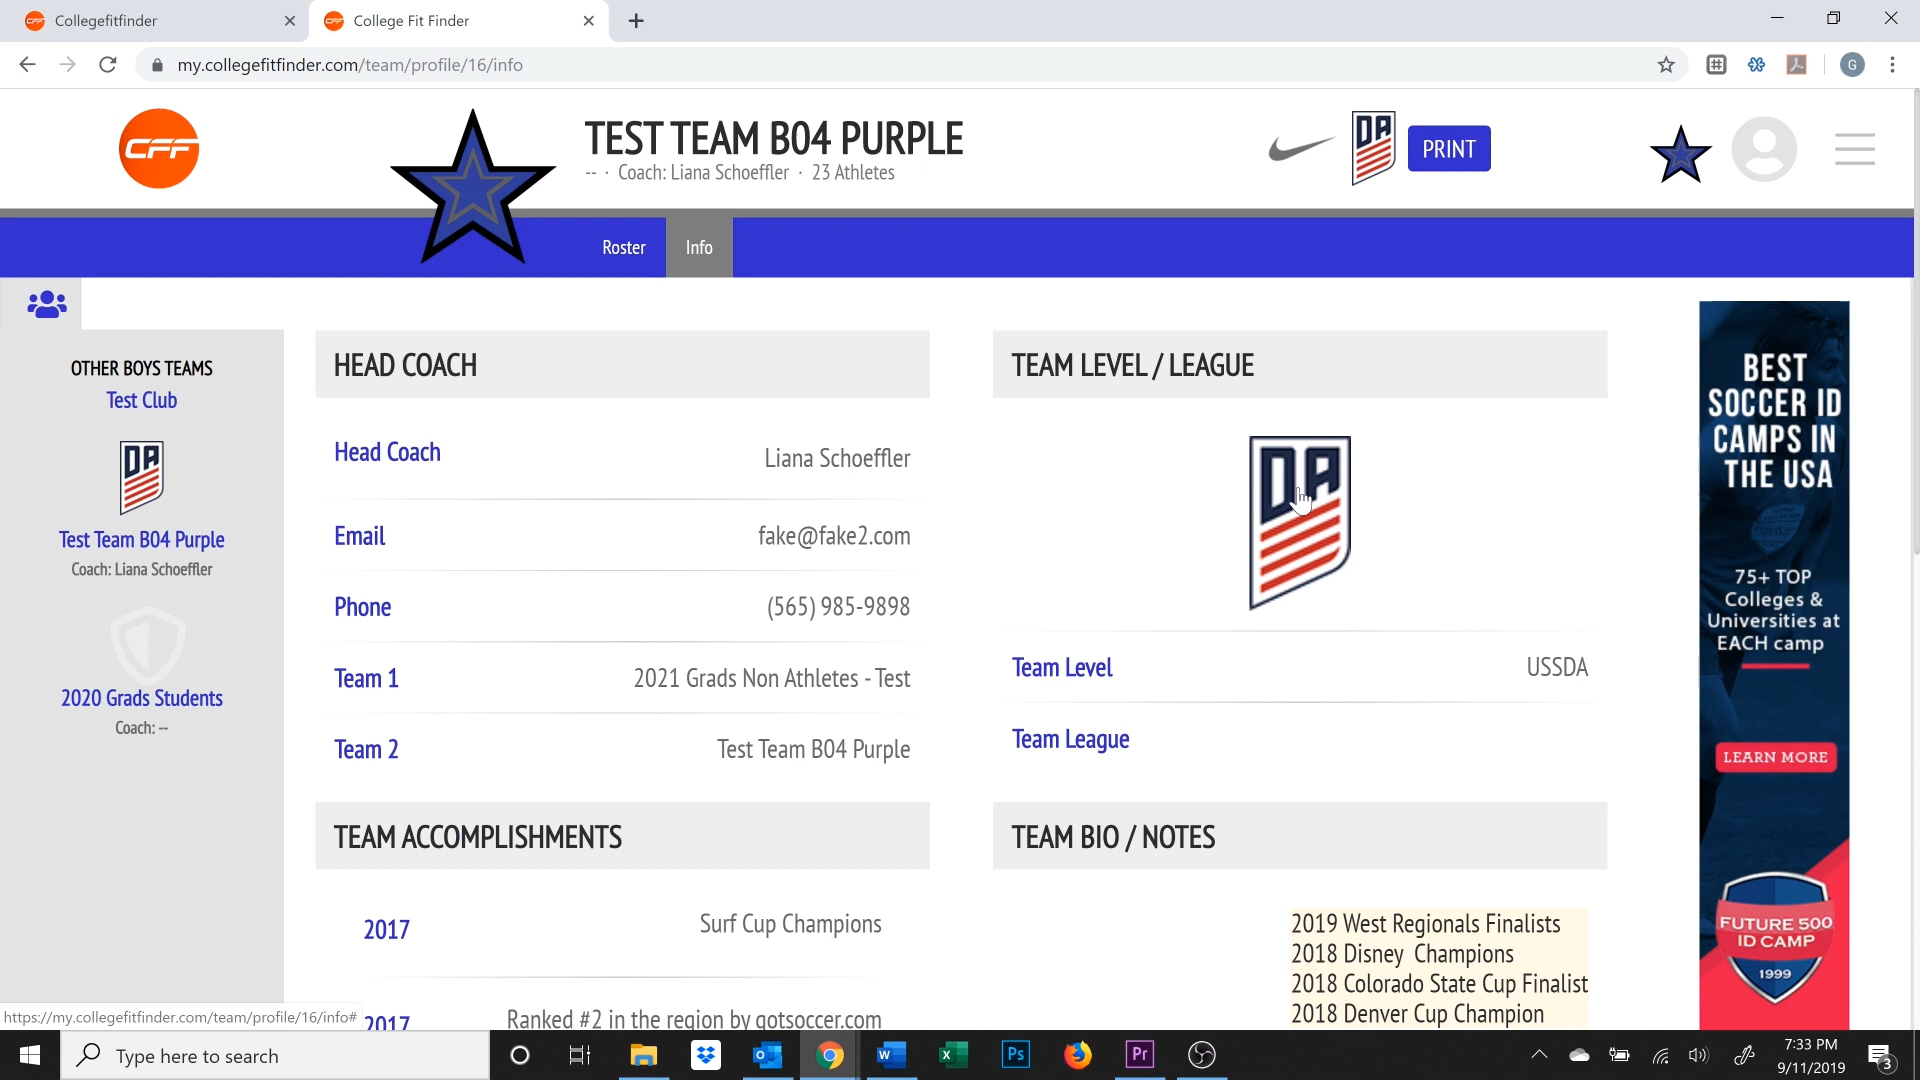 Collegefitfinder
College Fit Finder
my.collegefitfinder.com/team/profile/16/info
G
CFF
TEST TEAM B04 PURPLE
-- · Coach: Liana Schoeffler · 23 Athletes
DA
PRINT
Roster
Info
OTHER BOYS TEAMS
Test Club
DA
Test Team B04 Purple
Coach: Liana Schoeffler
2020 Grads Students
Coach: --
HEAD COACH
Head Coach
Liana Schoeffler
Email
fake@fake2.com
Phone
(565) 985-9898
Team 1
2021 Grads Non Athletes - Test
Team 2
Test Team B04 Purple
TEAM ACCOMPLISHMENTS
2017
Surf Cup Champions
2017
Ranked #2 in the region by gotsoccer.com
TEAM LEVEL / LEAGUE
DA
Team Level
USSDA
Team League
TEAM BIO / NOTES
2019 West Regionals Finalists
2018 Disney  Champions
2018 Colorado State Cup Finalist
2018 Denver Cup Champion
BEST
SOCCER ID
CAMPS IN
THE USA
75+ TOP
Colleges &
Universities at
EACH camp
LEARN MORE
FUTURE 500
ID CAMP
1999
https://my.collegefitfinder.com/team/profile/16/info#
Type here to search
Ps
Pr
7:33 PM
9/11/2019
3